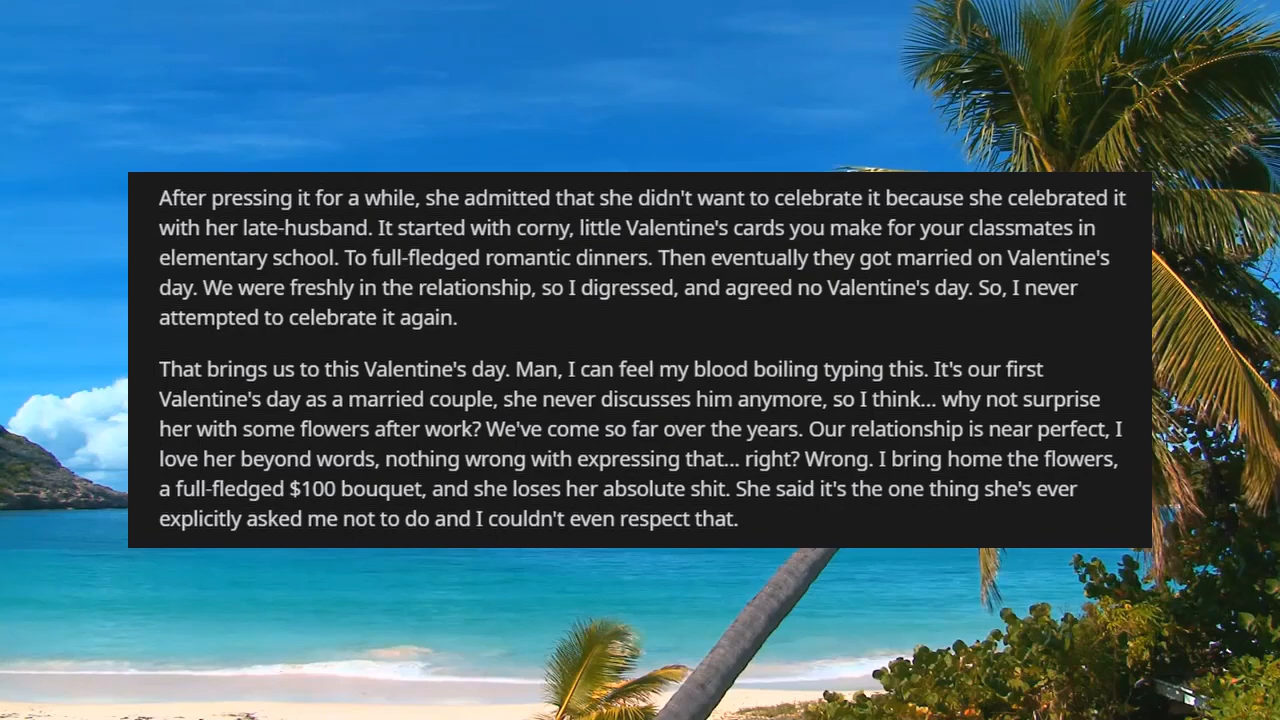 After pressing it for a while, she admitted that she didn't want to celebrate it because she celebrated it
with her late-husband. It started with corny, little Valentine's cards you make for your classmates in
elementary school. To full-fledged romantic dinners. Then eventually they got married on Valentine's
day. We were freshly in the relationship, so I digressed, and agreed no Valentine's day. So, I never
attempted to celebrate it again.
That brings us to this Valentine's day. Man, I can feel my blood boiling typing this. It's our first
Valentine's day as a married couple, she never discusses him anymore, so I think... why not surprise
her with some flowers after work? We've come so far over the years. Our relationship is near perfect, I
love her beyond words, nothing wrong with expressing that... right? Wrong. I bring home the flowers,
a full-fledged $100 bouquet, and she loses her absolute shit. She said it's the one thing she's ever
explicitly asked me not to do and I couldn't even respect that.